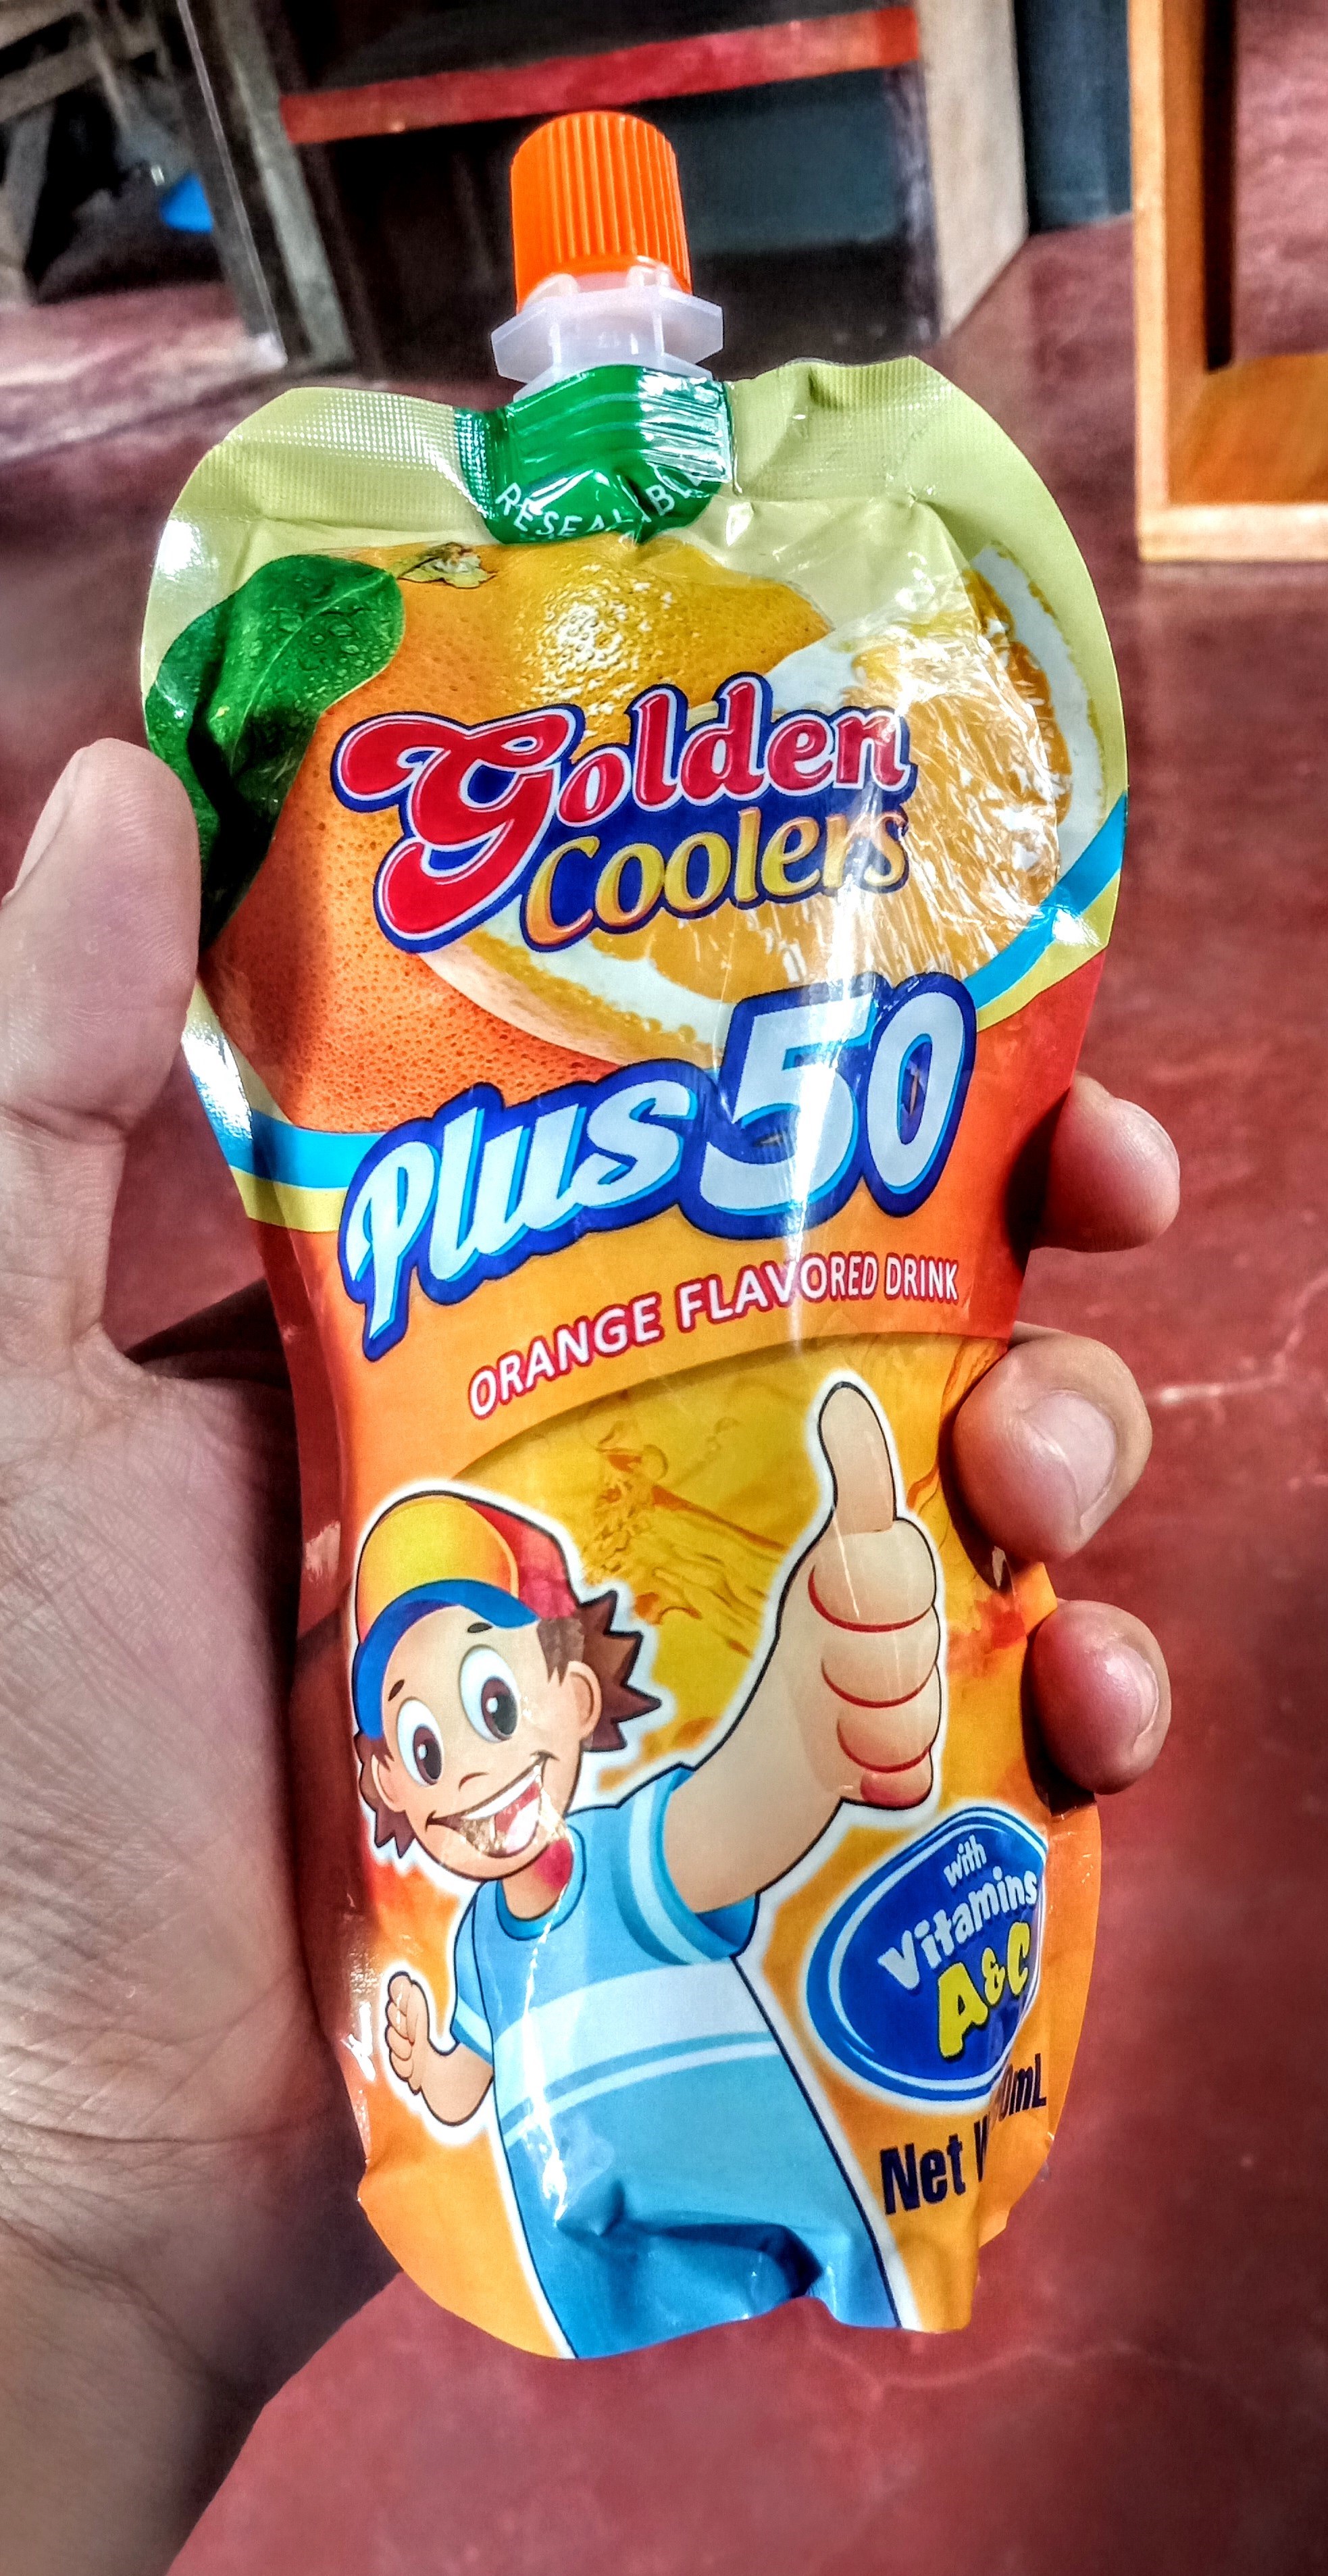 RESEALABLE
Golden
Coolers
Plus 50
ORANGE FLAVORED DRINK
with
Vitamins
A&C
Net